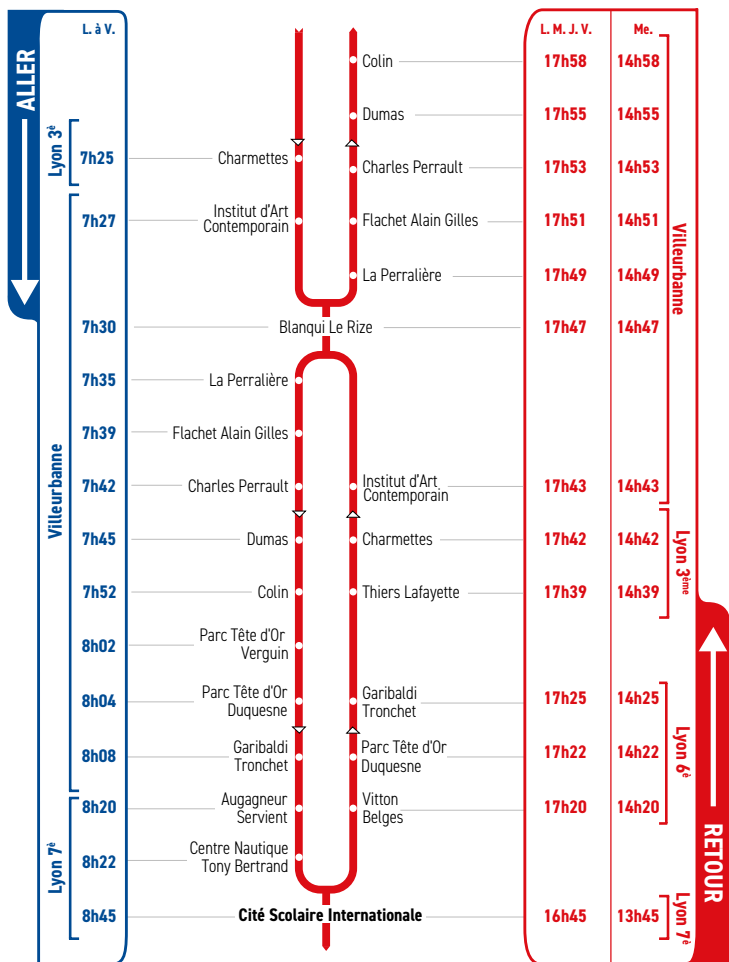 ALLER
L. à V.
Lyon 3è
7h25
Charmettes
7h27
Institut d'Art
Contemporain
7h30
Blanqui Le Rize
7h35
La Perralière
7h39
Flachet Alain Gilles
Villeurbanne
7h42
Charles Perrault
7h45
Dumas
7h52
Colin
8h02
Parc Tête d'Or
Verguin
8h04
Parc Tête d'Or
Duquesne
8h08
Garibaldi
Tronchet
Lyon 7è
8h20
Augagneur
Servient
8h22
Centre Nautique
Tony Bertrand
8h45
Cité Scolaire Internationale
L. M. J. V.
Me.
Colin 17h58 14h58
Dumas 17h55 14h55
Charles Perrault 17h53 14h53
Flachet Alain Gilles 17h51 14h51
La Perralière 17h49 14h49
Villeurbanne
17h47 14h47
Institut d'Art
Contemporain
17h43 14h43
Charmettes 17h42 14h42
Lyon 3ème
Thiers Lafayette 17h39 14h39
Garibaldi
Tronchet
17h25 14h25
Parc Tête d'Or
Duquesne
17h22 14h22
Lyon 6è
Vitton
Belges
17h20 14h20
16h45 13h45
Lyon 7è
RETOUR